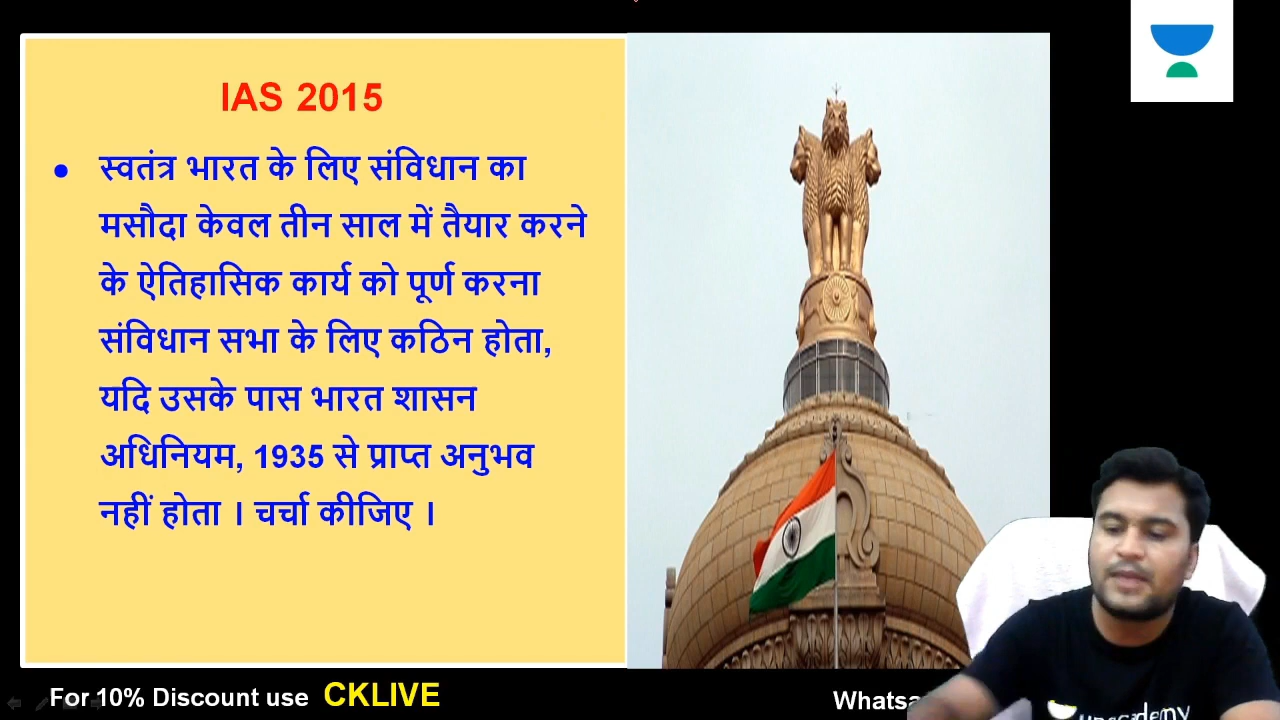 IAS 2015
• स्वतंत्र भारत के लिए संविधान का
मसौदा केवल तीन साल में तैयार करने
के ऐतिहासिक कार्य को पूर्ण करना
संविधान सभा के लिए कठिन होता,
यदि उसके पास भारत शासन
अधिनियम, 1935 से प्राप्त अनुभव
नहीं होता । चर्चा कीजिए ।
For 10% Discount use CKLIVE